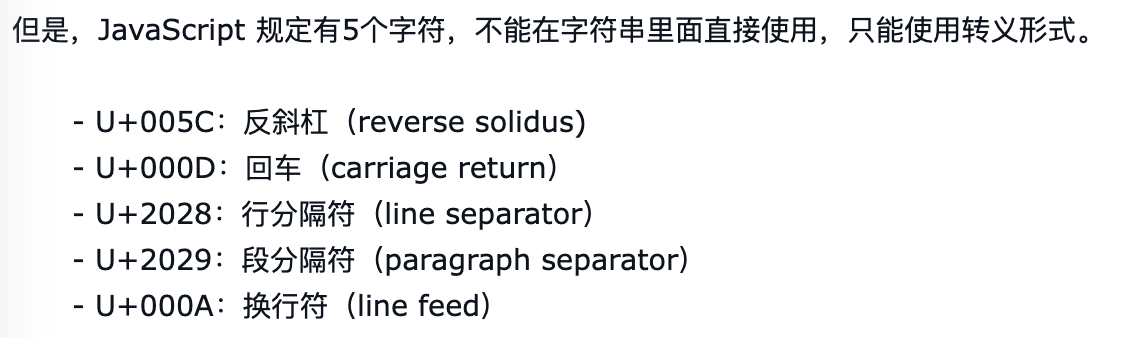 但是，JavaScript 规定有5个字符，不能在字符串里面直接使用，只能使用转义形式。
- U+005C：反斜杠（reverse solidus)
- U+000D：回车（carriage return）
- U+2028：行分隔符（line separator）
- U+2029：段分隔符（paragraph separator）
- U+000A：换行符（line feed）